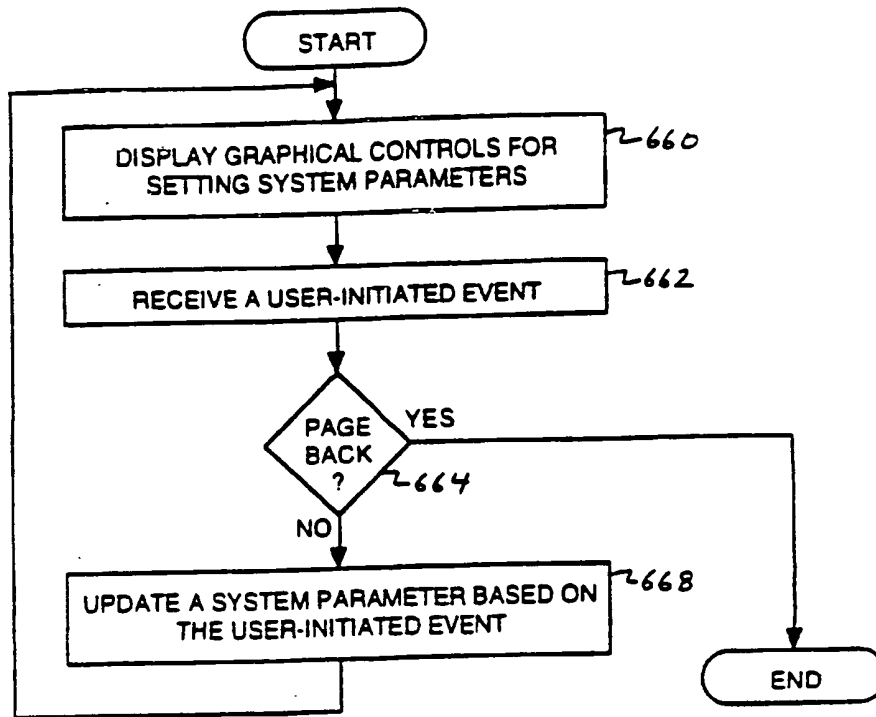 START
DISPLAY GRAPHICAL CONTROLS FOR
SETTING SYSTEM PARAMETERS
660
RECEIVE A USER-INITIATED EVENT
662
PAGE
BACK
?
YES
664
NO
UPDATE A SYSTEM PARAMETER BASED ON
THE USER-INITIATED EVENT
668
END